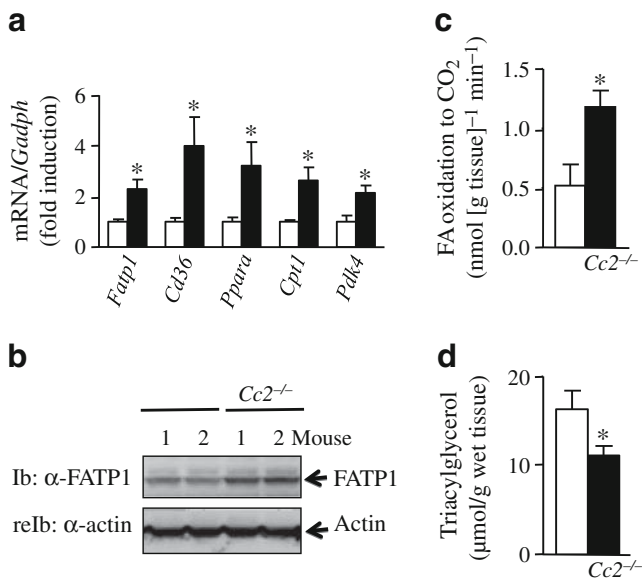 a
mRNA/Gadph
(fold induction)
6
4
2
0
*
*
*
*
*
Fatp1
Cd36
Ppara
Cpt1
Pdk4
b
Cc2–/–
1 2 1 2 Mouse
Ib: α-FATP1
FATP1
reIb: α-actin
Actin
c
FAoxidation to CO2
(nmol [g tissue]–1 min–1)
1.5
1.0
0.5
0.0
*
Cc2–/–
d
Triacylglycerol
(μmol/g wet tissue)
20
10
0
*
Cc2–/–